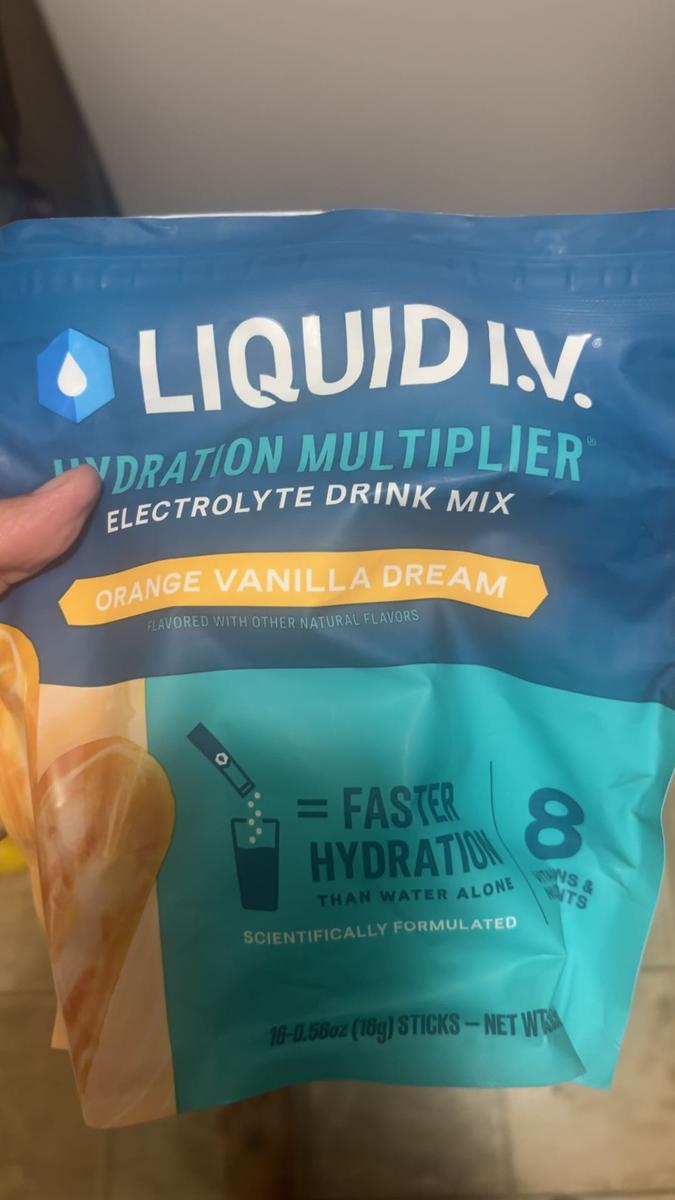 LIQUID I.V.®
HYDRATION MULTIPLIER®
ELECTROLYTE DRINK MIX
ORANGE VANILLA DREAM
FLAVORED WITH OTHER NATURAL FLAVORS
= FASTER
HYDRATION
THAN WATER ALONE
SCIENTIFICALLY FORMULATED
8
&
16-0.56oz (16g) STICKS – NET WT